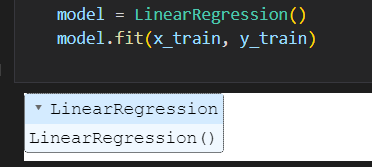 model = LinearRegression()
model.fit(x_train, y_train)
LinearRegression
LinearRegression()